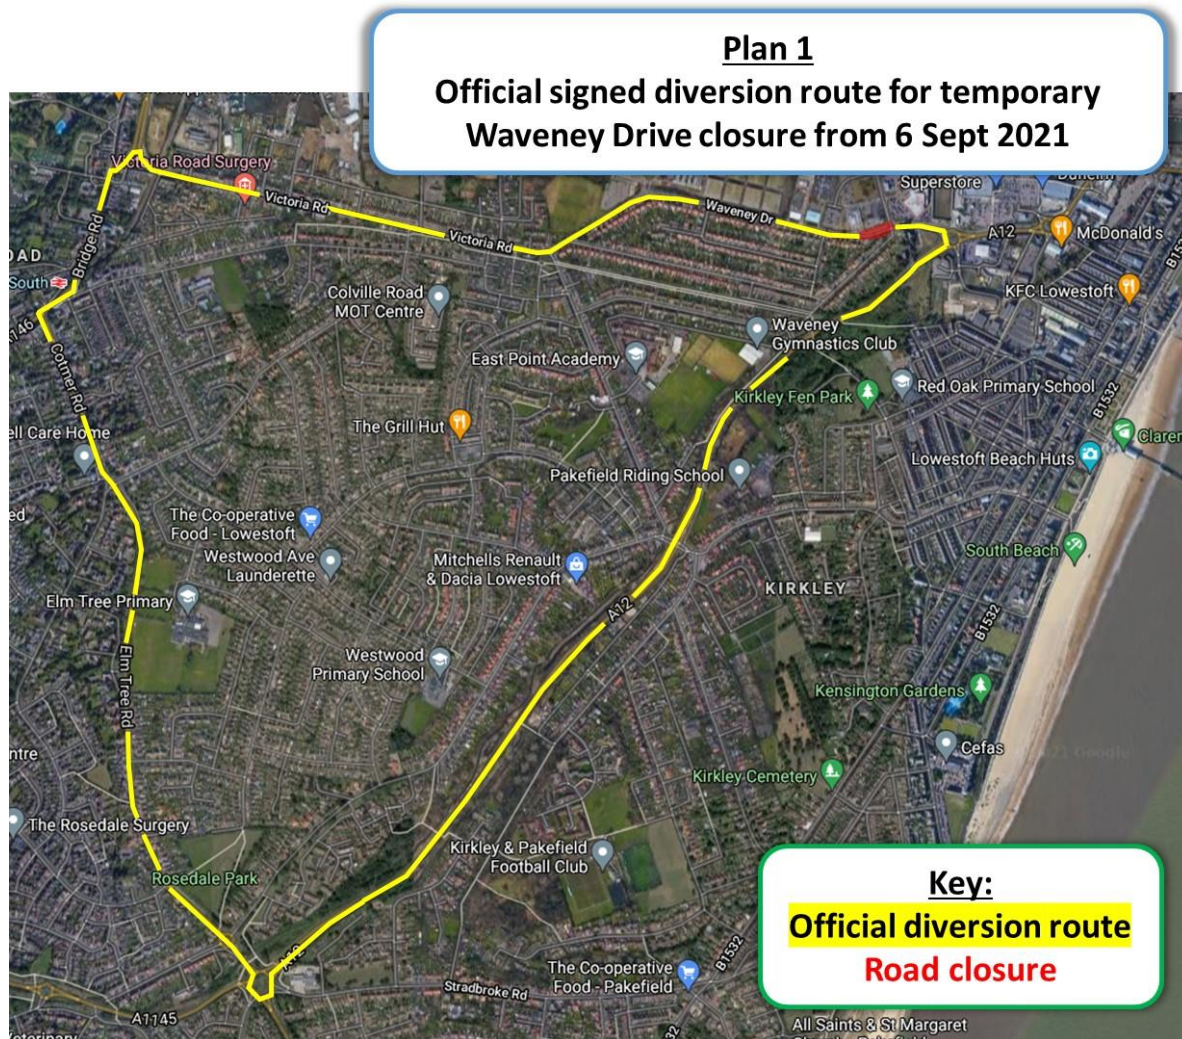 Plan 1
Official signed diversion route for temporary
Waveney Drive closure from 6 Sept 2021
Victoria Road Surgery
Victoria Rd
Bridge Rd
OAD
South
Victoria Rd
Waveney Dr
Superstore
A12
McDonald's
KFC Lowestoft
Colville Road
MOT Centre
Cotmer Rd
East Point Academy
Waveney
Gymnastics Club
Kirkley Fen Park
Red Oak Primary School
B1532
ell Care Home
The Grill Hut
Lowestoft Beach Huts
Clarer
Pakefield Riding School
ed
The Co-operative
Food - Lowestoft
Westwood Ave
Launderette
Mitchells Renault
& Dacia Lowestoft
South Beach
KIRKLEY
Elm Tree Primary
A12
B1532
Elm Tree Rd
Westwood
Primary School
Kensington Gardens
Cefas
ntre
Kirkley Cemetery
The Rosedale Surgery
Kirkley & Pakefield
Football Club
Rosedale Park
Key:
Official diversion route
Road closure
A12
B1532
The Co-operative
Food - Pakefield
Stradbroke Rd
A1145
All Saints & St Margaret